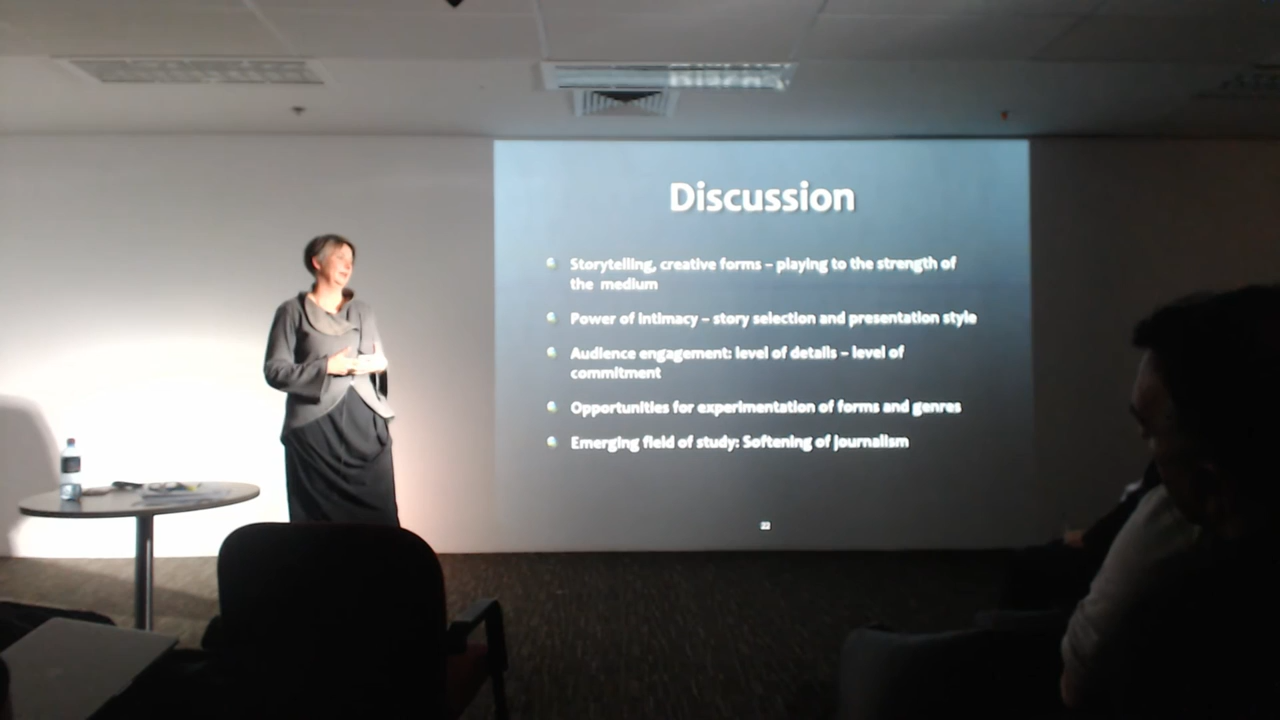 Discussion
Storytelling, creative forms – playing to the strength of
the medium
Power of intimacy – story selection and presentation style
Audience engagement: level of details – level of
commitment
Opportunities for experimentation of forms and genres
Emerging field of study: Softening of journalism
22